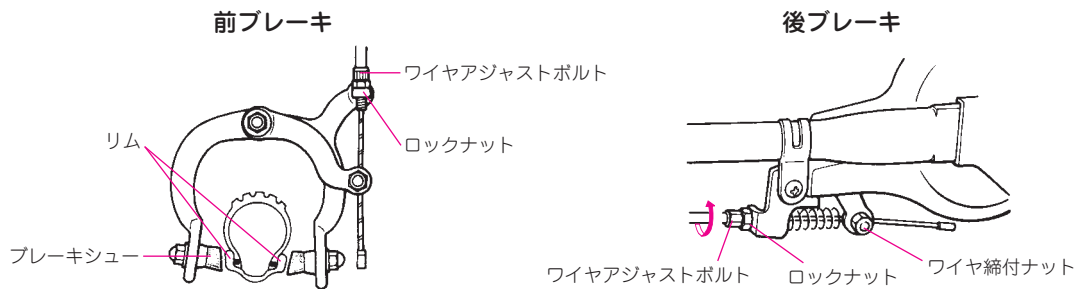 前ブレーキ
ワイヤアジャストボルト
ロックナット
リム
ブレーキシュー
後ブレーキ
ワイヤアジャストボルト
ロックナット
ワイヤ締付ナット